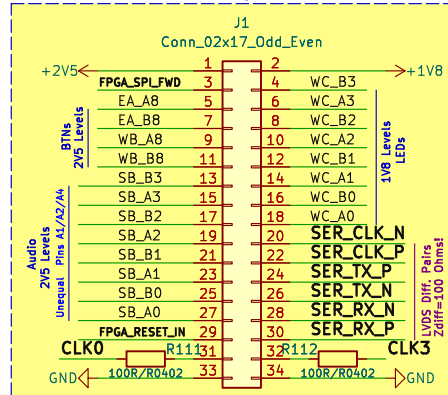 J1
Conn_02x17_Odd_Even
+2V5 1 2 +1V8
FPGA_SPI_FWD 3 4 WC_B3
EA_A8 5 6 WC_A3
EA_B8 7 8 WC_B2
WB_A8 9 10 WC_A2
WB_B8 11 12 WC_B1
SB_B3 13 14 WC_A1
SB_A3 15 16 WC_B0
SB_B2 17 18 WC_A0
SB_A2 19 20 SER_CLK_N
SB_B1 21 22 SER_CLK_P
SB_A1 23 24 SER_TX_P
SB_B0 25 26 SER_TX_N
SB_A0 27 28 SER_RX_N
FPGA_RESET_IN 29 30 SER_RX_P
CLK0 R111 31 32 R112 CLK3
100R/R0402 100R/R0402
GND 33 34 GND
BTNs
2V5 Levels
Audio
2V5 Levels
Unequal Pins A1/A2/A4
1V8 Levels
LEDs
LVDS Diff. Pairs
Zdiff=100 Ohms!